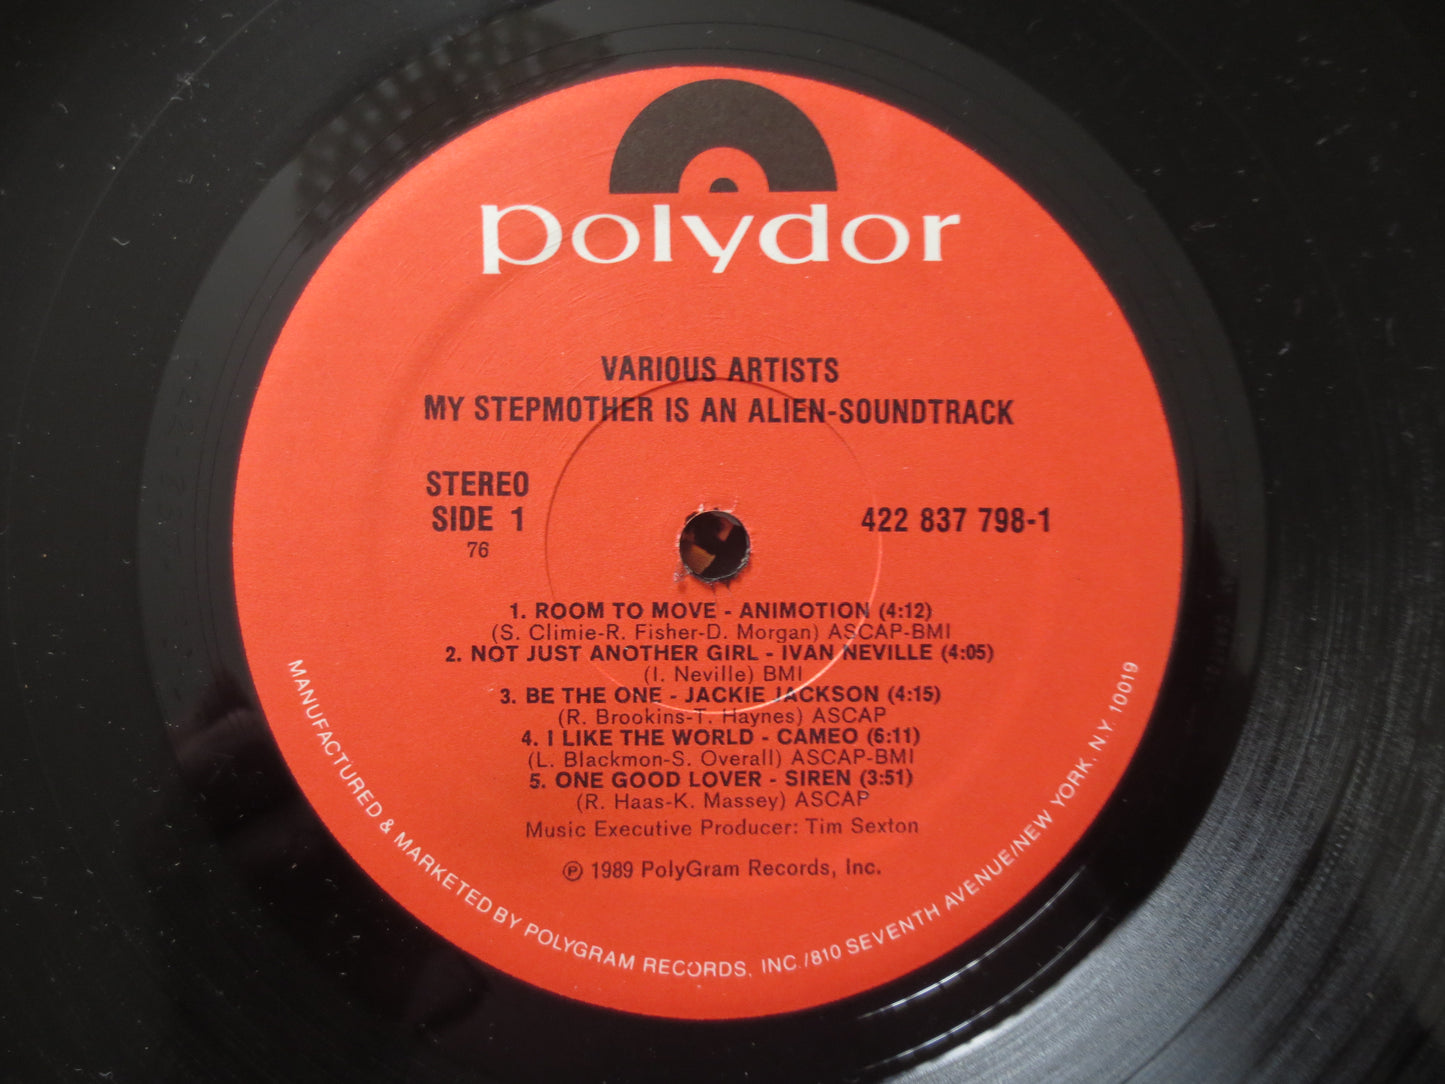 polydor
VARIOUS ARTISTS
MY STEPMOTHER IS AN ALIEN-SOUNDTRACK
STEREO
SIDE 1
76
422 837 798-1
1. ROOM TO MOVE - ANIMOTION (4:12)
(S. Climie-R. Fisher-D. Morgan) ASCAP-BMI
2. NOT JUST ANOTHER GIRL - IVAN NEVILLE (4:05)
(I. Neville) BMI
3. BE THE ONE - JACKIE JACKSON (4:15)
(R. Brookins-T. Haynes) ASCAP
4. I LIKE THE WORLD - CAMEO (5:11)
(L. Blackmon-S. Overall) ASCAP-BMI
5. ONE GOOD LOVER - SIREN (3:51)
(R. Haas-K. Massey) ASCAP
Music Executive Producer: Tim Sexton
℗ 1989 PolyGram Records, Inc.
MANUFACTURED & MARKETED BY POLYGRAM RECORDS, INC./810 SEVENTH AVENUE/NEW YORK, N.Y. 10019